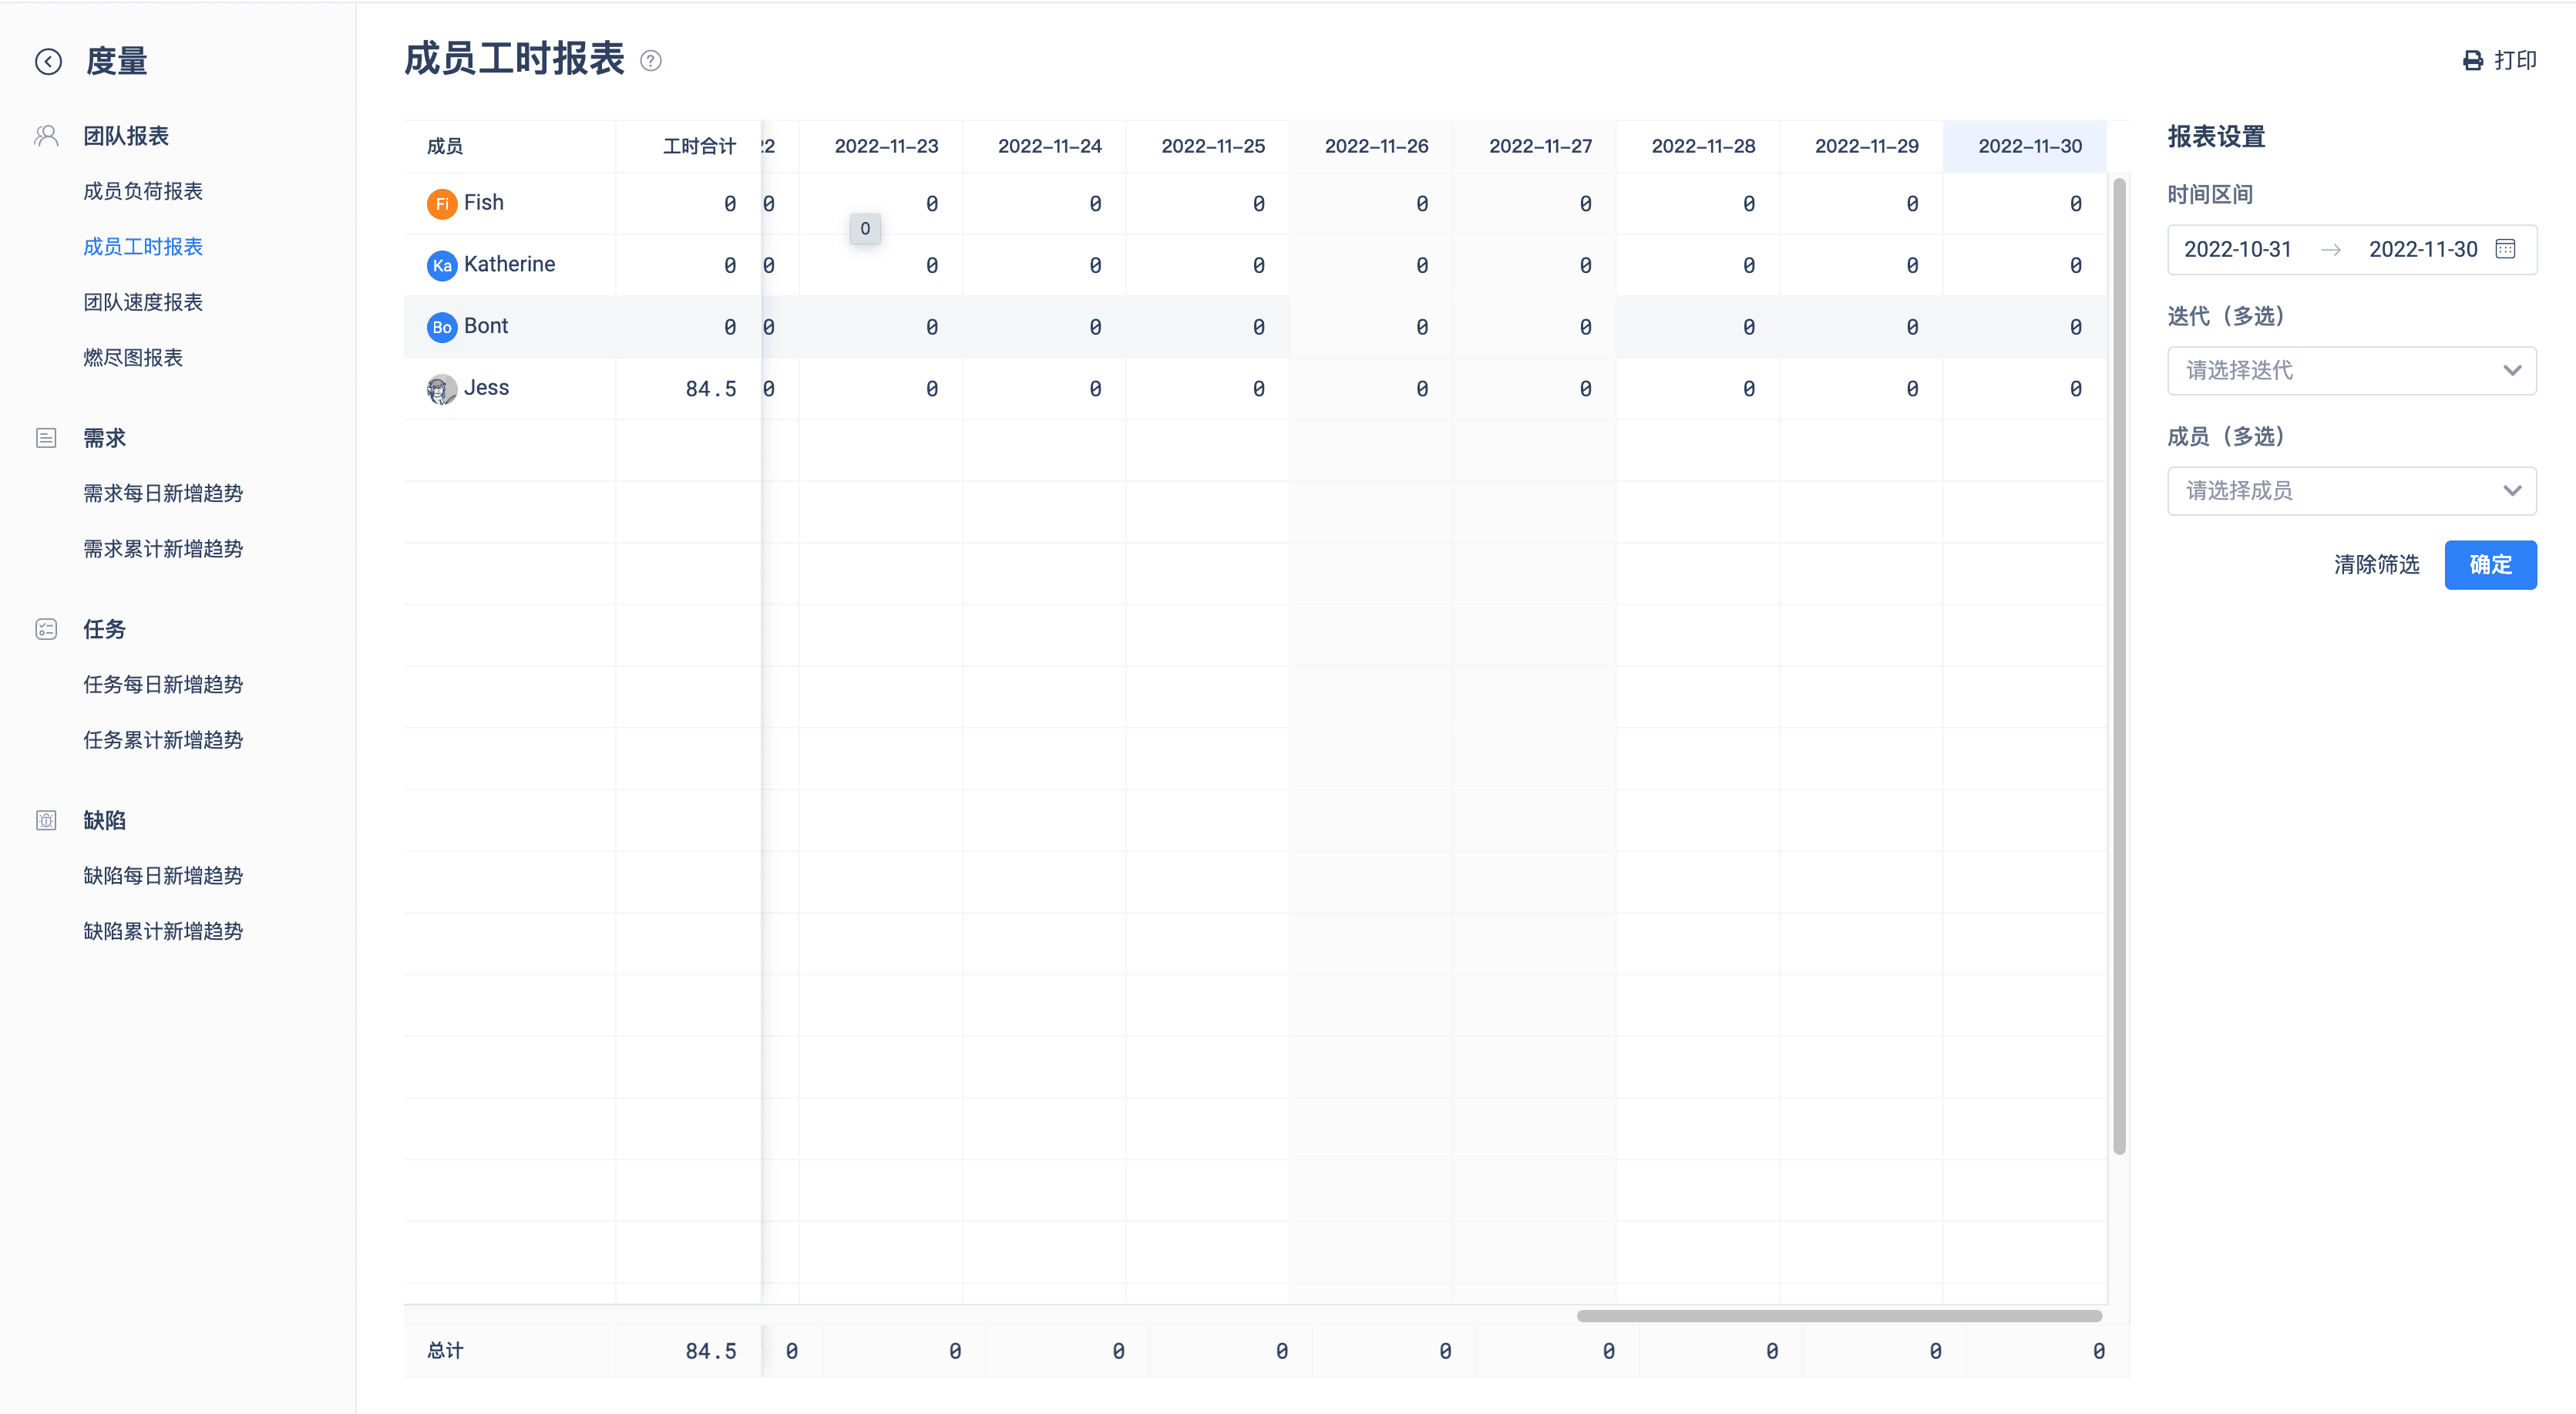 度量
团队报表
成员负荷报表
成员工时报表
团队速度报表
燃尽图报表
需求
需求每日新增趋势
需求累计新增趋势
任务
任务每日新增趋势
任务累计新增趋势
缺陷
缺陷每日新增趋势
缺陷累计新增趋势
成员工时报表 ?
打印
成员 工时合计 22 2022-11-23 2022-11-24 2022-11-25 2022-11-26 2022-11-27 2022-11-28 2022-11-29 2022-11-30
Fi Fish 0 0 0 0 0 0 0 0 0 0
0
Ka Katherine 0 0 0 0 0 0 0 0 0 0
Bo Bont 0 0 0 0 0 0 0 0 0 0
Jess 84.5 0 0 0 0 0 0 0 0 0
总计 84.5 0 0 0 0 0 0 0 0 0
报表设置
时间区间
2022-10-31 → 2022-11-30
迭代（多选）
请选择迭代
成员（多选）
请选择成员
清除筛选 确定